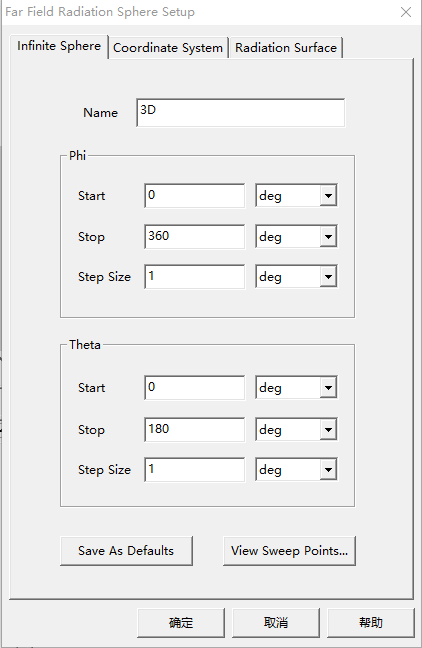 Far Field Radiation Sphere Setup
Infinite Sphere Coordinate System Radiation Surface
Name 3D
Phi
Start 0 deg
Stop 360 deg
Step Size 1 deg
Theta
Start 0 deg
Stop 180 deg
Step Size 1 deg
Save As Defaults View Sweep Points...
确定 取消 帮助